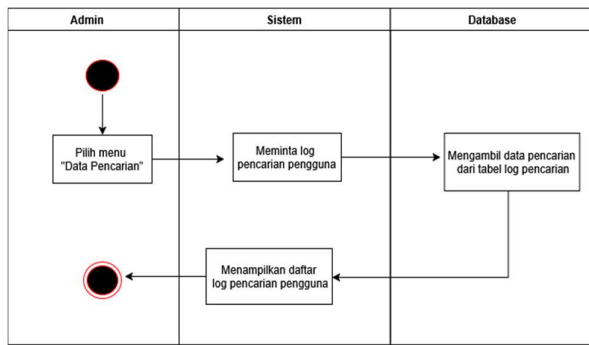 Admin
Sistem
Database
Pilih menu
"Data Pencarian"
Meminta log
pencarian pengguna
Mengambil data pencarian
dari tabel log pencarian
Menampilkan daftar
log pencarian pengguna